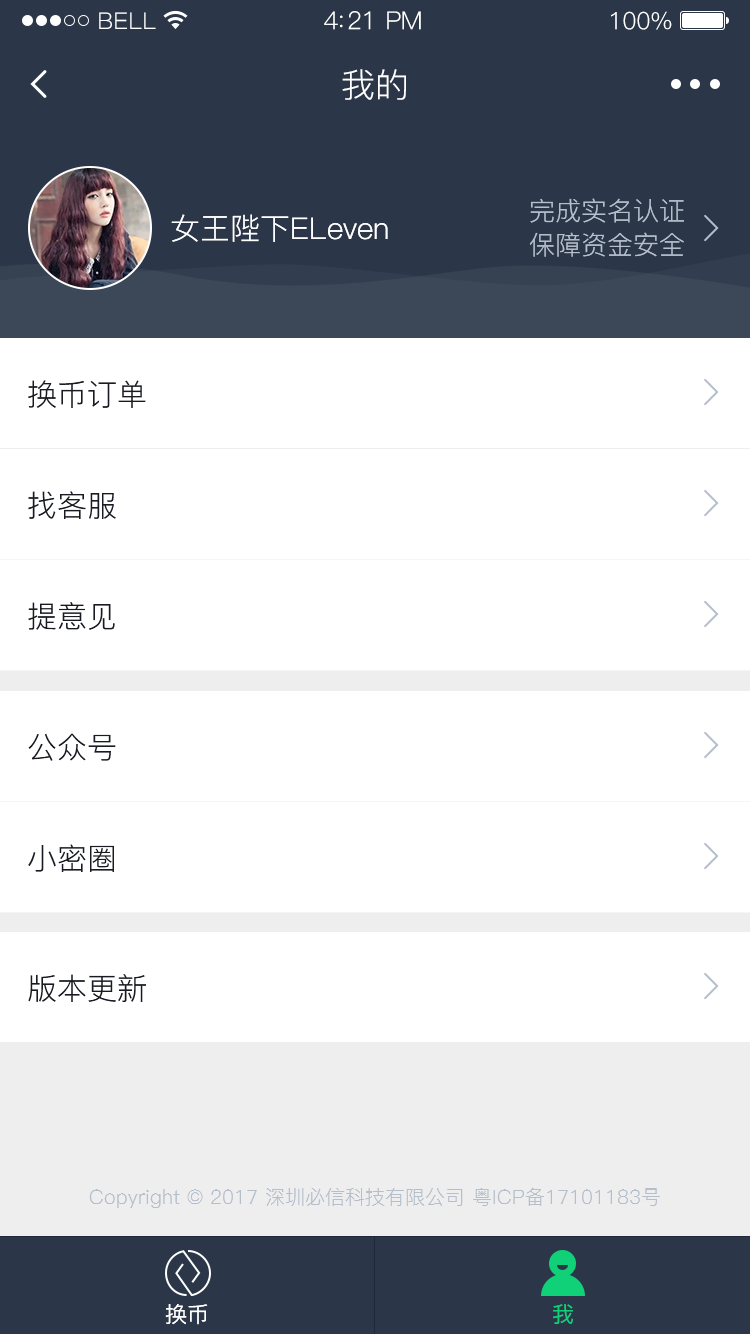 BELL 4:21 PM 100%
我的
女王陛下ELeven
完成实名认证
保障资金安全
换币订单
找客服
提意见
公众号
小密圈
版本更新
Copyright © 2017 深圳必信科技有限公司 粤ICP备17101183号
换币 我